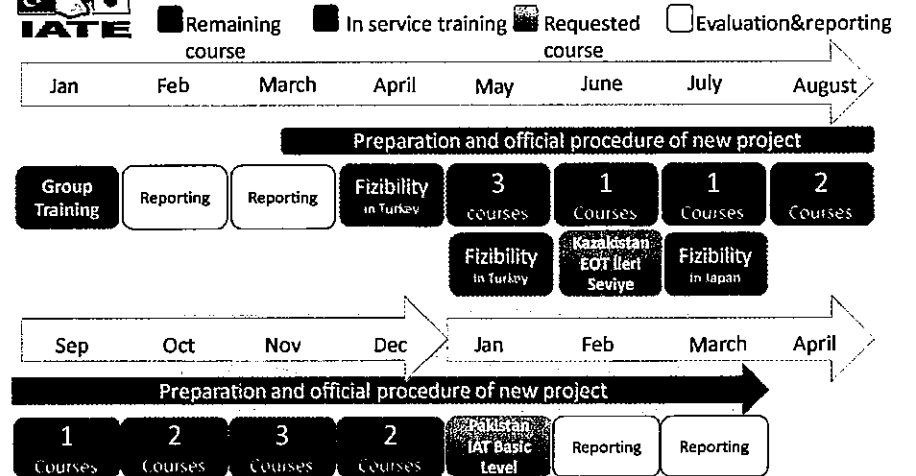 IATE
Remaining course
In service training
Requested course
Evaluation&reporting
Jan Feb March April May June July August
Preparation and official procedure of new project
Group Training
Reporting
Reporting
Fizibility in Turkey
3 courses
1 Courses
1 Courses
2 Courses
Fizibility in Turkey
Kazakistan EOT İleri Seviye
Fizibility in Japan
Sep Oct Nov Dec Jan Feb March April
Preparation and official procedure of new project
1 Courses
2 Courses
3 Courses
2 Courses
Pakistan IAT Basic Level
Reporting
Reporting